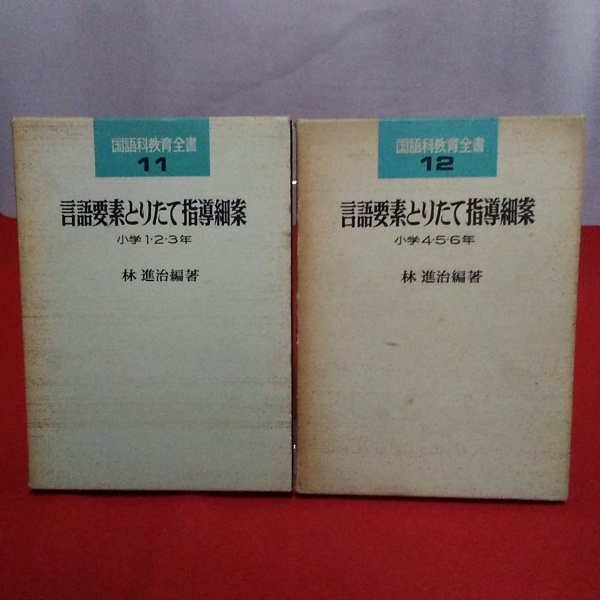 国語科教育全書
11
言語要素とりたて指導細案
小学1・2・3年
林 進治編著
国語科教育全書
12
言語要素とりたて指導細案
小学4・5・6年
林 進治編著